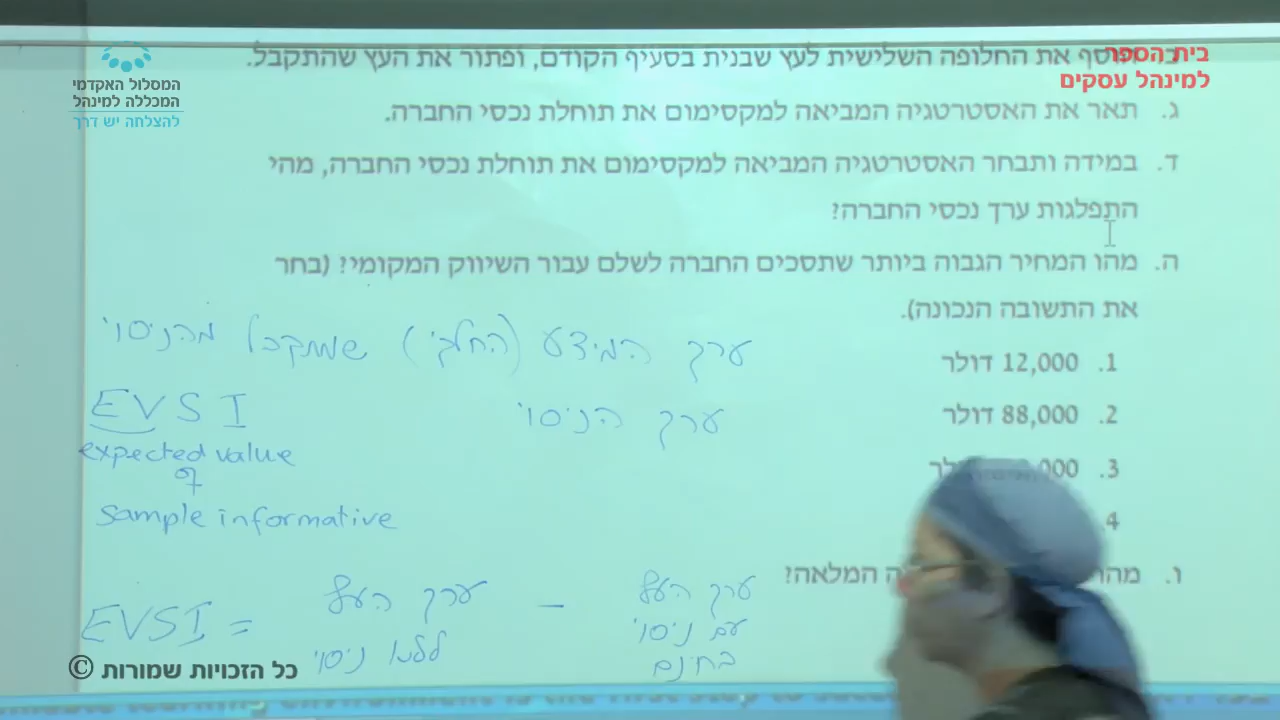 בית הספר
למינהל עסקים
המסלול האקדמי
המכללה למינהל
להצלחה יש דרך
את החלופה השלישית לעץ שבנית בסעיף הקודם, ופתור את העץ שהתקבל.
ג. תאר את האסטרטגיה המביאה למקסימום את תוחלת נכסי החברה.
ד. במידה ותבחר האסטרטגיה המביאה למקסימום את תוחלת נכסי החברה, מהי
התפלגות ערך נכסי החברה?
ה. מהו המחיר הגבוה ביותר שתסכים החברה לשלם עבור השיווק המקומי? (בחר
את התשובה הנכונה).
1. 12,000 דולר
2. 88,000 דולר
3.
4.
ו. המלאה?
ערך המידע (החלקי) שמתקבל מהניסוי
ערך הניסוי
EVSI
expected value
of
sample informative
EVSI = ערך העץ ללא ניסוי - ערך העץ עם ניסוי בחינם
כל הזכויות שמורות ©